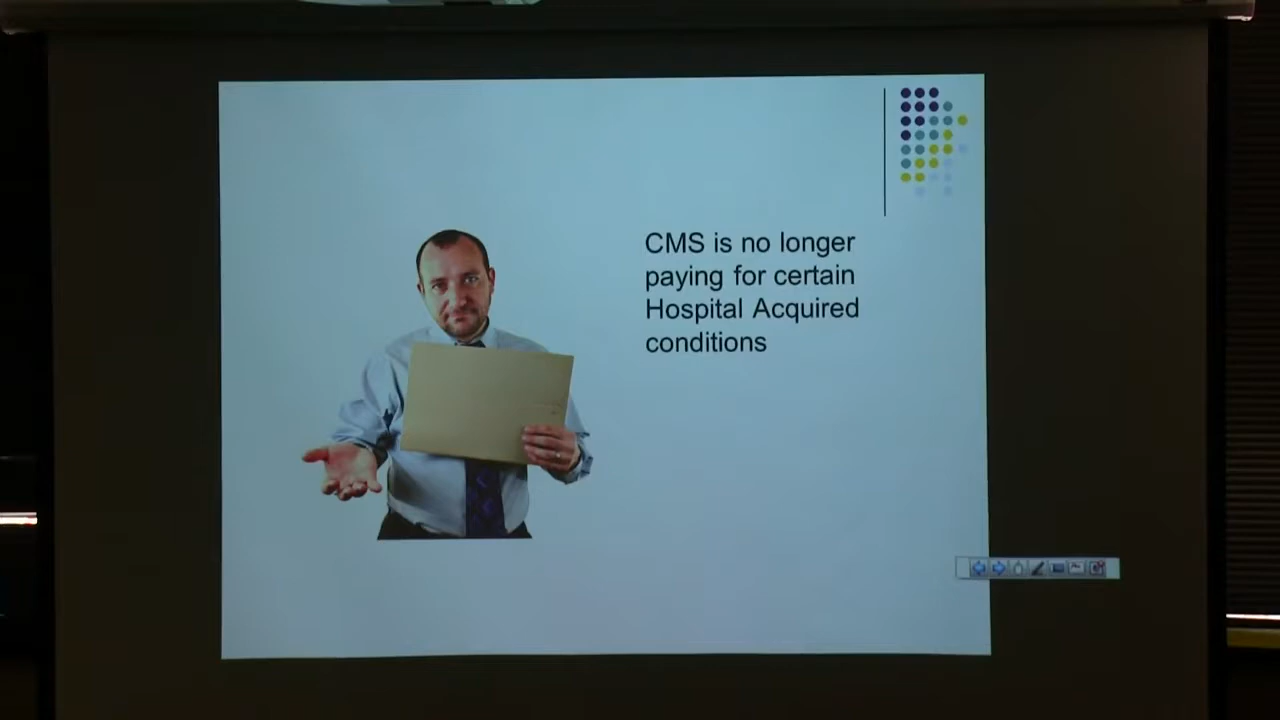 CMS is no longer
paying for certain
Hospital Acquired
conditions